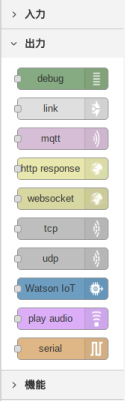 入力
出力
debug
link
mqtt
http response
websocket
tcp
udp
Watson IoT
play audio
serial
機能